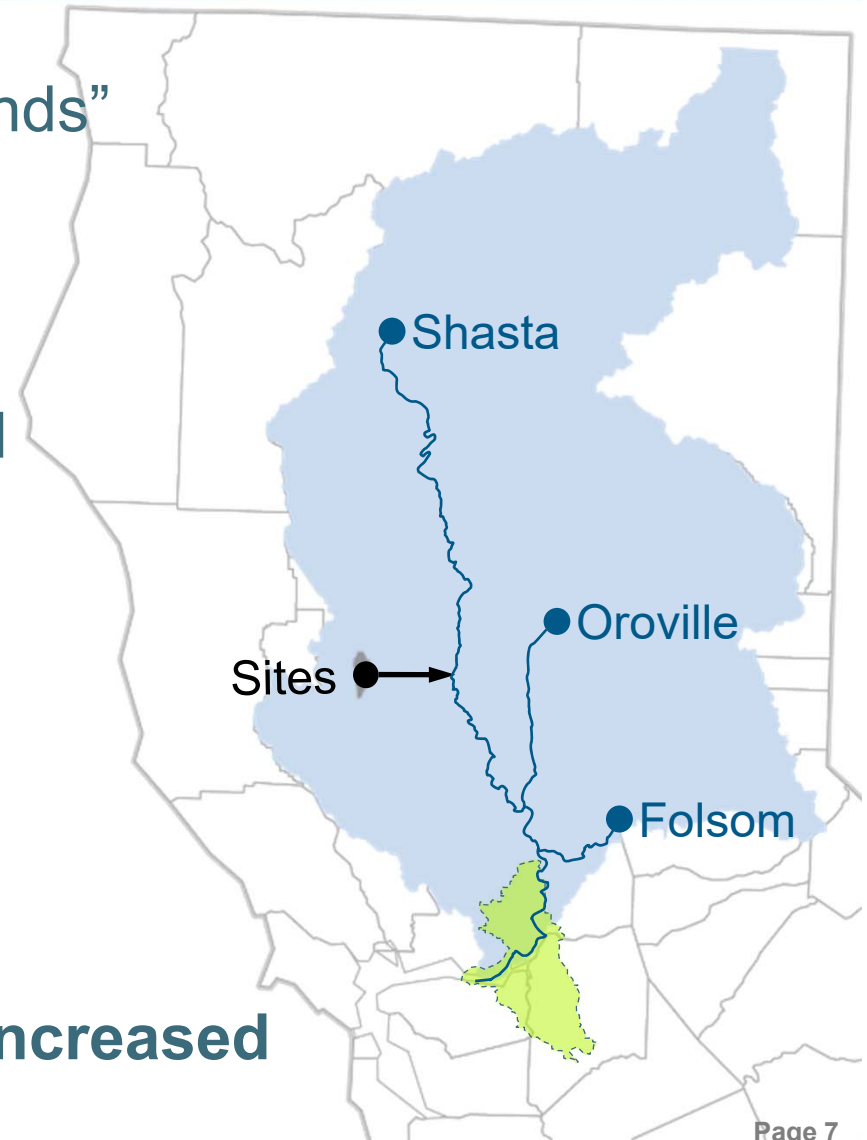 nds”
Shasta
Oroville
Sites
Folsom
ncreased
Page 7